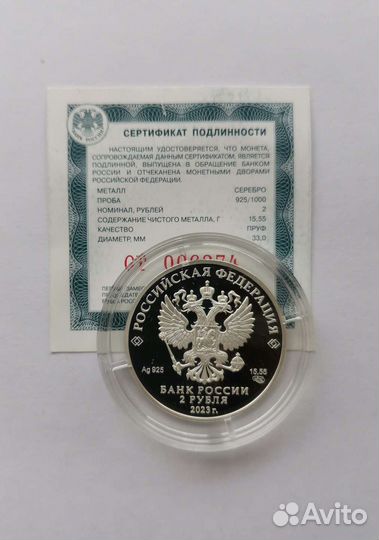 СЕРТИФИКАТ ПОДЛИННОСТИ
НАСТОЯЩИМ УДОСТОВЕРЯЕТСЯ, ЧТО МОНЕТА,
СОПРОВОЖДАЕМАЯ ДАННЫМ СЕРТИФИКАТОМ, ЯВЛЯЕТСЯ
ПОДЛИННОЙ, ВЫПУЩЕНА В ОБРАЩЕНИЕ БАНКОМ
РОССИИ И ОТЧЕКАНЕНА МОНЕТНЫМИ ДВОРАМИ
РОССИЙСКОЙ ФЕДЕРАЦИИ.
МЕТАЛЛ СЕРЕБРО
ПРОБА 925/1000
НОМИНАЛ, РУБЛЕЙ 2
СОДЕРЖАНИЕ ЧИСТОГО МЕТАЛЛА, Г 15,55
КАЧЕСТВО ПРУФ
ДИАМЕТР, ММ 33,0
РОССИЙСКАЯ ФЕДЕРАЦИЯ
Ag 925 15,55
БАНК РОССИИ
2 РУБЛЯ
2023 г.
Avito